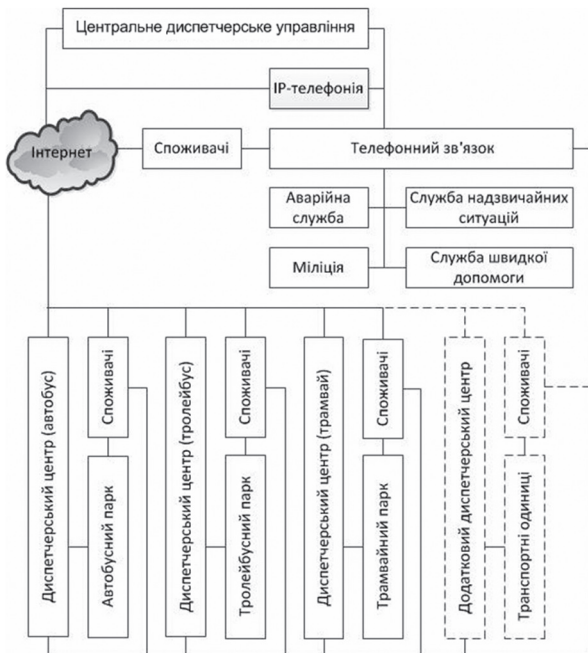 Центральне диспетчерське управління
IP-телефонія
Інтернет
Споживачі
Телефонний зв'язок
Аварійна
служба
Служба надзвичайних
ситуацій
Міліція
Служба швидкої
допомоги
Диспетчерський центр (автобус)
Споживачі
Автобусний парк
Диспетчерський центр (тролейбус)
Споживачі
Тролейбусний парк
Диспетчерський центр (трамвай)
Споживачі
Трамвайний парк
Додатковий диспетчерський центр
Споживачі
Транспортні одиниці